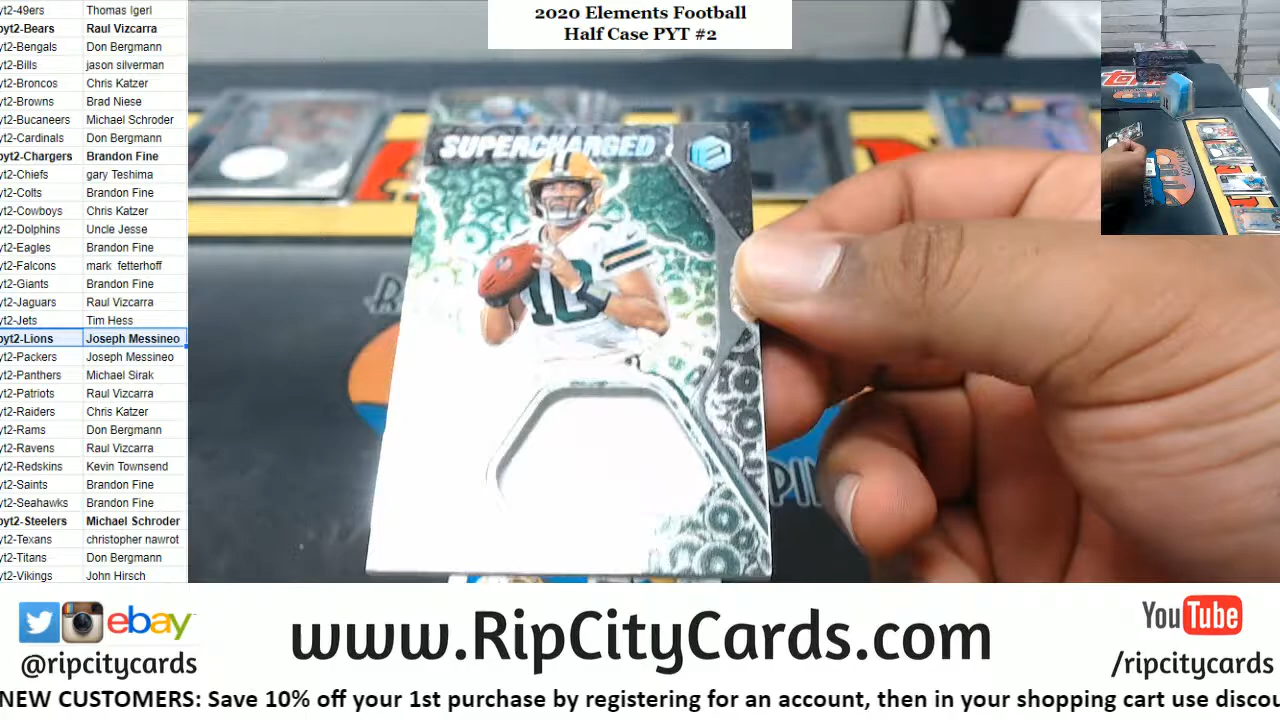 2020 Elements Football
Half Case PYT #2
yt2-49ers Thomas Igerl
pyt2-Bears Raul Vizcarra
yt2-Bengals Don Bergmann
yt2-Bills jason silverman
yt2-Broncos Chris Katzer
yt2-Browns Brad Niese
yt2-Bucaneers Michael Schroder
yt2-Cardinals Don Bergmann
pyt2-Chargers Brandon Fine
yt2-Chiefs gary Teshima
yt2-Colts Brandon Fine
yt2-Cowboys Chris Katzer
yt2-Dolphins Uncle Jesse
yt2-Eagles Brandon Fine
yt2-Falcons mark fetterhoff
yt2-Giants Brandon Fine
yt2-Jaguars Raul Vizcarra
yt2-Jets Tim Hess
pyt2-Lions Joseph Messineo
yt2-Packers Joseph Messineo
yt2-Panthers Michael Sirak
yt2-Patriots Raul Vizcarra
yt2-Raiders Chris Katzer
yt2-Rams Don Bergmann
yt2-Ravens Raul Vizcarra
yt2-Redskins Kevin Townsend
yt2-Saints Brandon Fine
yt2-Seahawks Brandon Fine
pyt2-Steelers Michael Schroder
yt2-Texans christopher nawrot
yt2-Titans Don Bergmann
yt2-Vikings John Hirsch
SUPERCHARGED
10
ebay
@ripcitycards
www.RipCityCards.com
YouTube
/ripcitycards
NEW CUSTOMERS: Save 10% off your 1st purchase by registering for an account, then in your shopping cart use discou